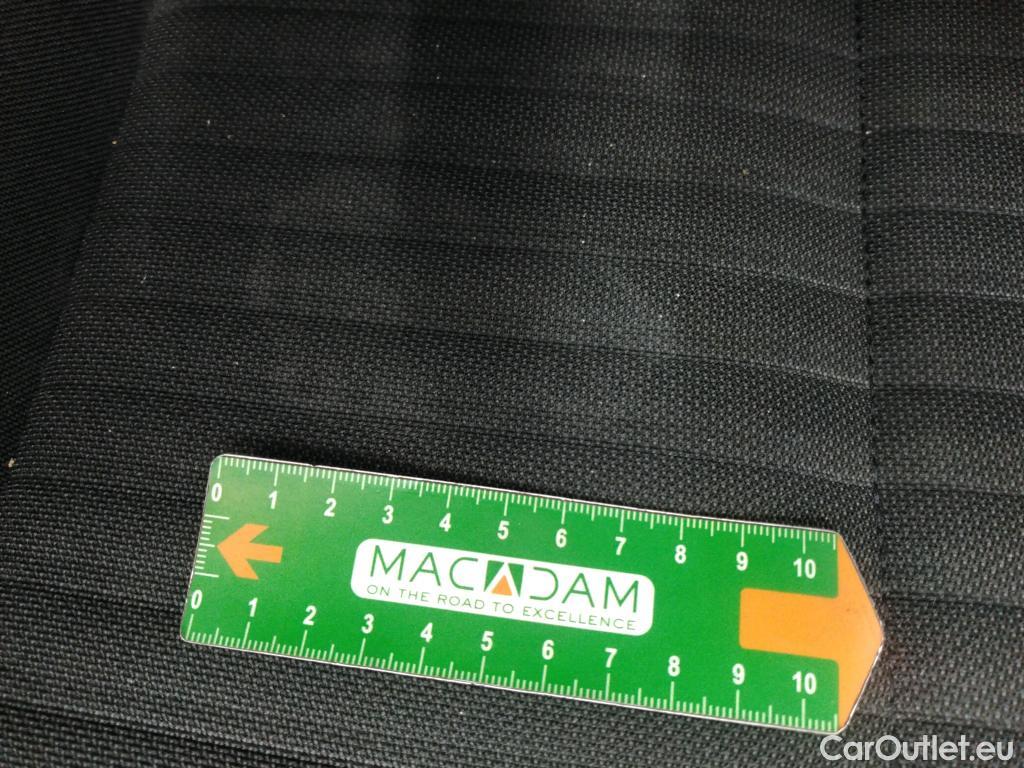 0 1 2 3 4 5 6 7 8 9 10
MACADAM
ON THE ROAD TO EXCELLENCE
0 1 2 3 4 5 6 7 8 9 10
CarOutlet.eu